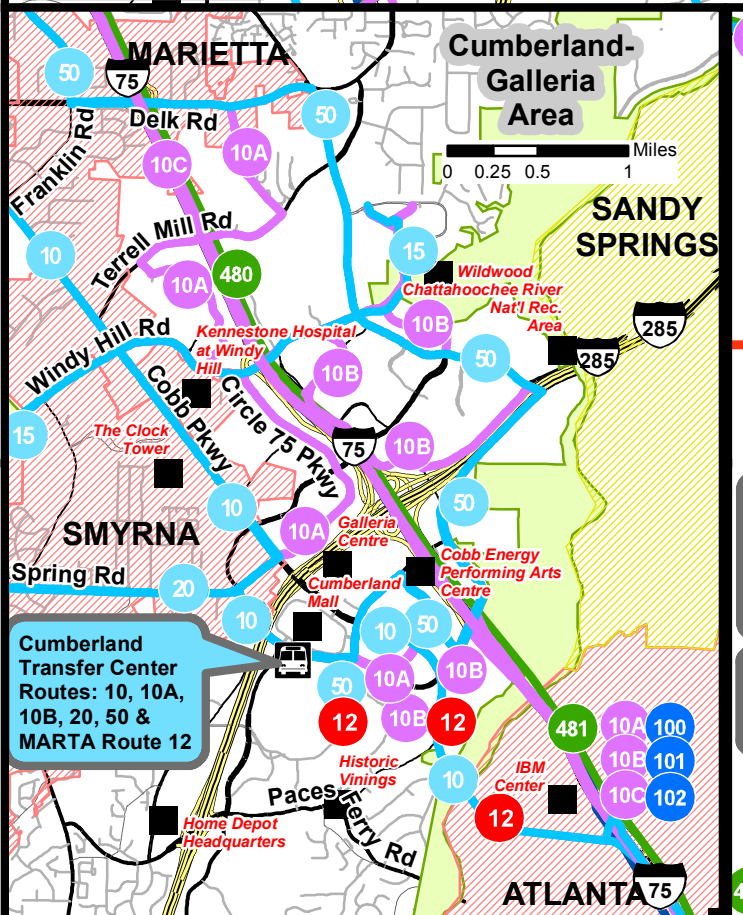 Cumberland-
Galleria
Area
0 0.25 0.5 1 Miles
MARIETTA
50
75
50
Delk Rd
Franklin Rd
10C
10A
SANDY
SPRINGS
Terrell Mill Rd
10
480
15
10A
Wildwood
Chattahoochee River
Nat'l Rec.
Area
285
285
10B
Kennestone Hospital
at Windy
Hill
Windy Hill Rd
50
10B
Cobb Pkwy
Circle 75 Pkwy
15
The Clock
Tower
75
10B
10
50
10A
SMYRNA
Galleria
Centre
Cobb Energy
Performing Arts
Centre
Spring Rd
20
Cumberland
Mall
10
10
50
Cumberland
Transfer Center
Routes: 10, 10A,
10B, 20, 50 &
MARTA Route 12
10A
10B
50
12
10B
12
481
10A
100
10B
101
10C
102
Historic
Vinings
10
IBM
Center
12
Paces Ferry Rd
Home Depot
Headquarters
ATLANTA
75